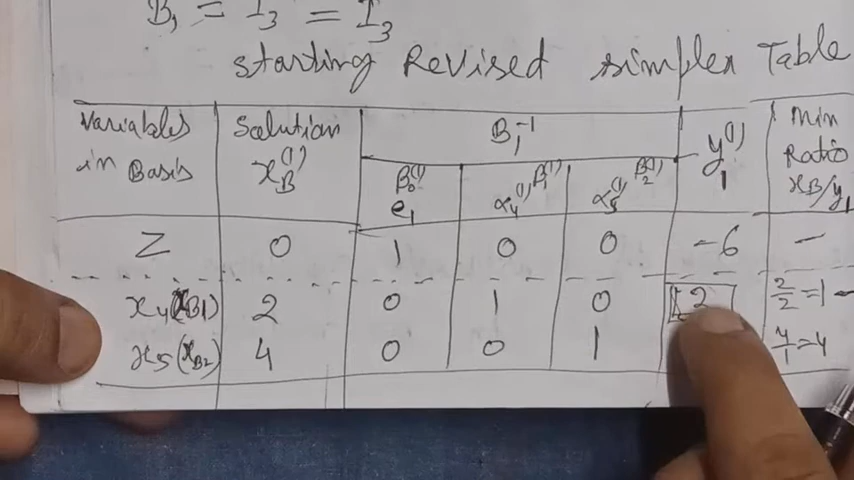 B₁ = I₃ = I₃
starting Revised simplex Table
Variables in Basis | Solution x_B^(1) | B₁⁻¹ | y₁^(1) | Min Ratio x_B/y₁
β₀^(1) e₁ | α₄^(1) β₁^(1) | α₅^(1) β₂^(1)
Z | 0 | 1 | 0 | 0 | -6 | –
x₄(x_B1) | 2 | 0 | 1 | 0 | 2 | 2/2=1
x₅(x_B2) | 4 | 0 | 0 | 1 | 4/1=4